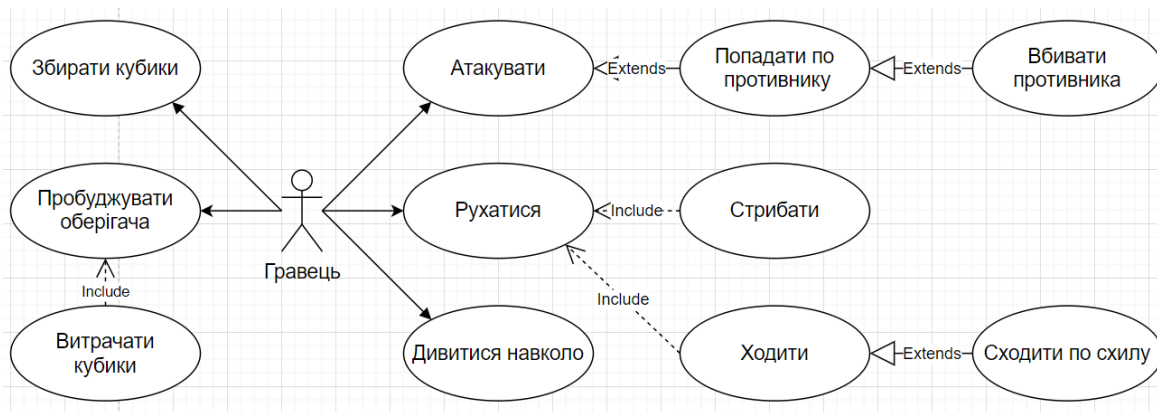 Збирати кубики
Атакувати
Extends
Попадати по
противнику
Extends
Вбивати
противника
Пробуджувати
оберігача
Гравець
Рухатися
Include
Стрибати
Include
Витрачати
кубики
Include
Дивитися навколо
Ходити
Extends
Сходити по схилу